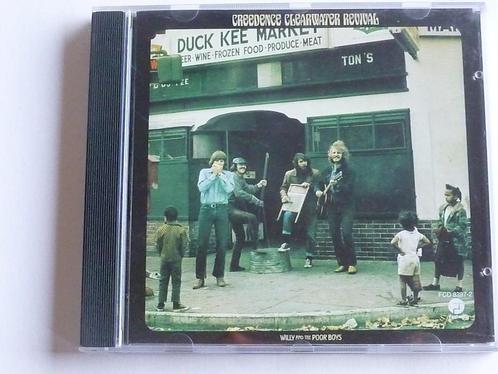 CREEDENCE CLEARWATER REVIVAL
DUCK KEE MARKET
BEER·WINE·FROZEN FOOD·PRODUCE·MEAT
MA
TON'S
FCD 8397-2
WILLY AND THE POOR BOYS